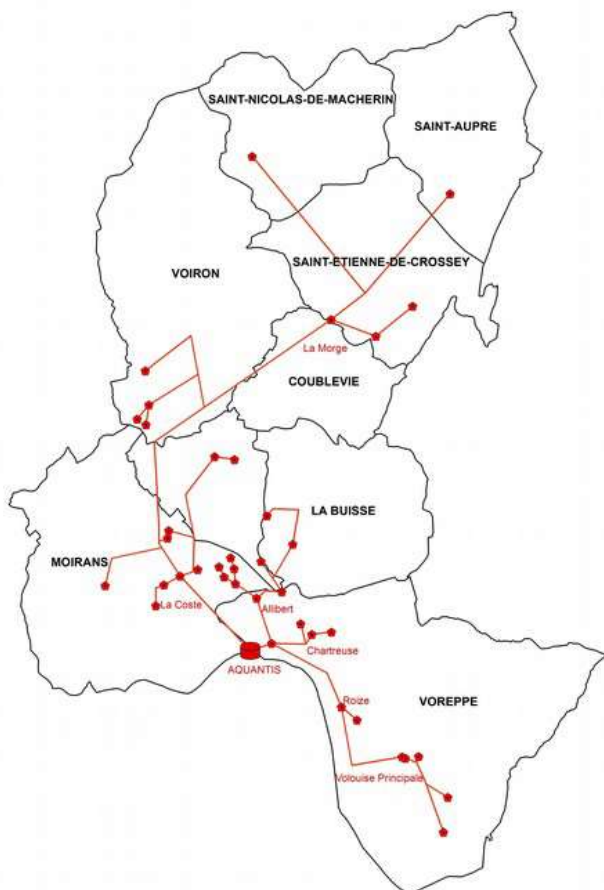 SAINT-NICOLAS-DE-MACHERIN
SAINT-AUPRE
SAINT-ETIENNE-DE-CROSSEY
VOIRON
La Morge
COUBLEVIE
LA BUISSE
MOIRANS
La Coste
Allibert
Chartreuse
AQUANTIS
Roize
VOREPPE
Volouise Principale